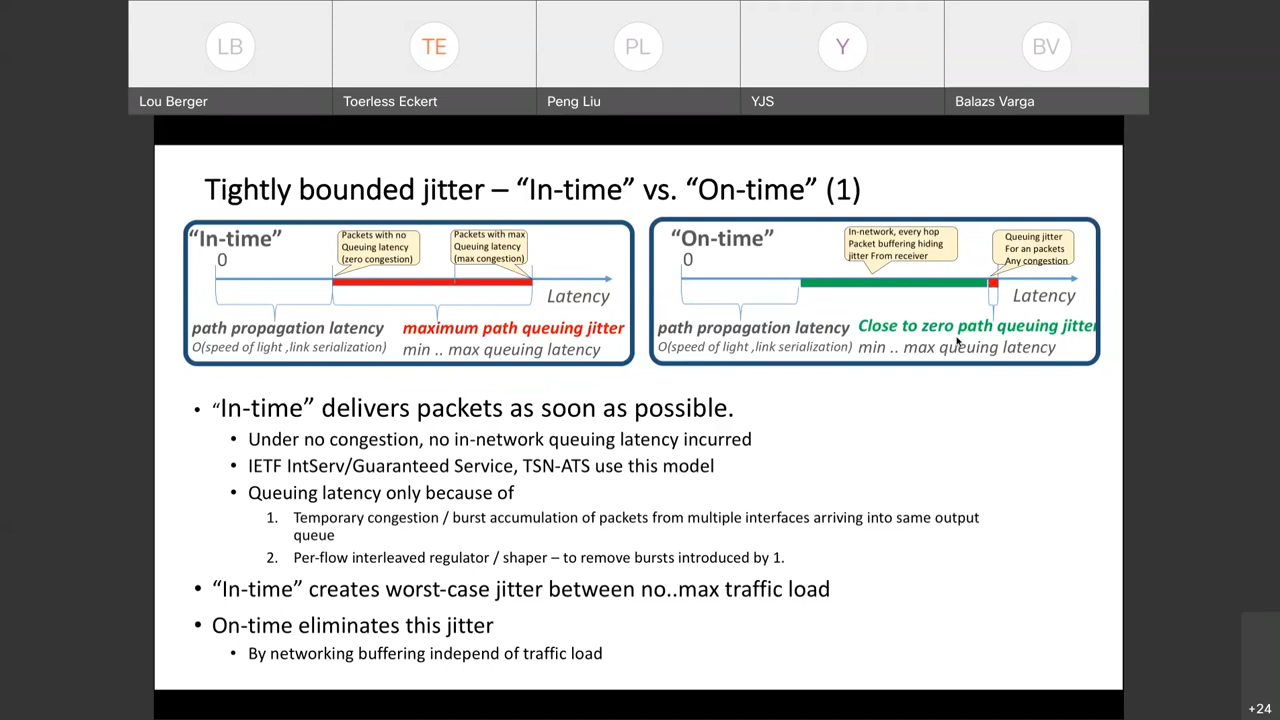 LB
TE
PL
Y
BV
Lou Berger
Toerless Eckert
Peng Liu
YJS
Balazs Varga
Tightly bounded jitter – “In-time” vs. “On-time” (1)
“In-time”
0
Packets with no
Queuing latency
(zero congestion)
Packets with max
Queuing latency
(max congestion)
Latency
path propagation latency
O(speed of light ,link serialization)
maximum path queuing jitter
min .. max queuing latency
“On-time”
0
In-network, every hop
Packet buffering hiding
jitter From receiver
Queuing jitter
For an packets
Any congestion
Latency
path propagation latency
O(speed of light ,link serialization)
Close to zero path queuing jitter
min .. max queuing latency
• “In-time” delivers packets as soon as possible.
• Under no congestion, no in-network queuing latency incurred
• IETF IntServ/Guaranteed Service, TSN-ATS use this model
• Queuing latency only because of
1. Temporary congestion / burst accumulation of packets from multiple interfaces arriving into same output
queue
2. Per-flow interleaved regulator / shaper – to remove bursts introduced by 1.
• “In-time” creates worst-case jitter between no..max traffic load
• On-time eliminates this jitter
• By networking buffering independ of traffic load
+24